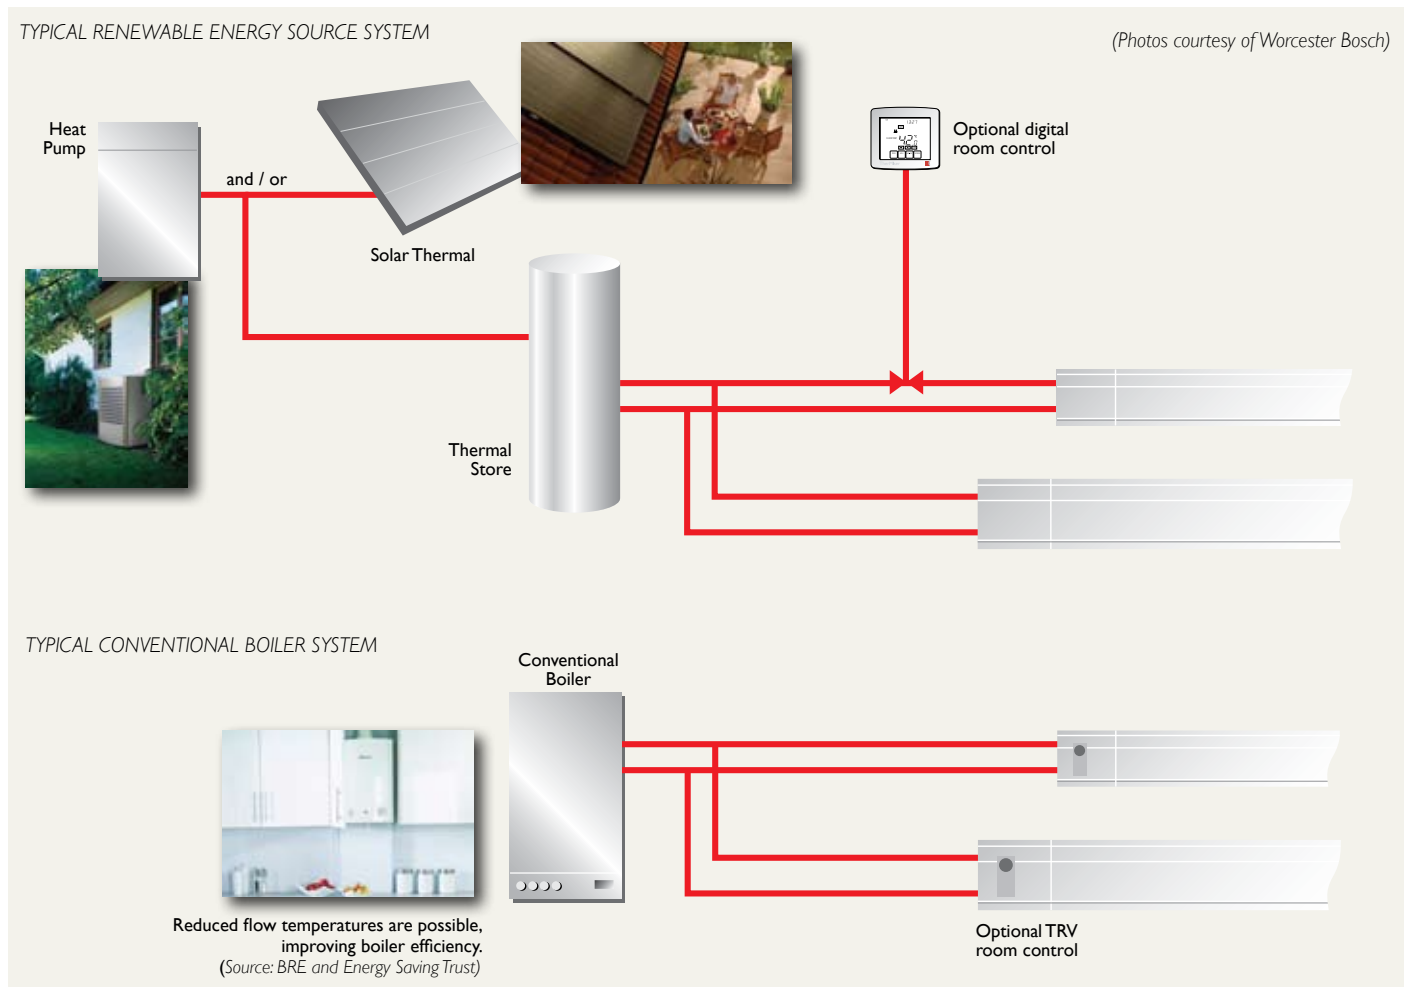 TYPICAL RENEWABLE ENERGY SOURCE SYSTEM
(Photos courtesy of Worcester Bosch)
Heat
Pump
and / or
Solar Thermal
Optional digital
room control
Thermal
Store
TYPICAL CONVENTIONAL BOILER SYSTEM
Conventional
Boiler
Reduced flow temperatures are possible,
improving boiler efficiency.
(Source: BRE and Energy Saving Trust)
Optional TRV
room control